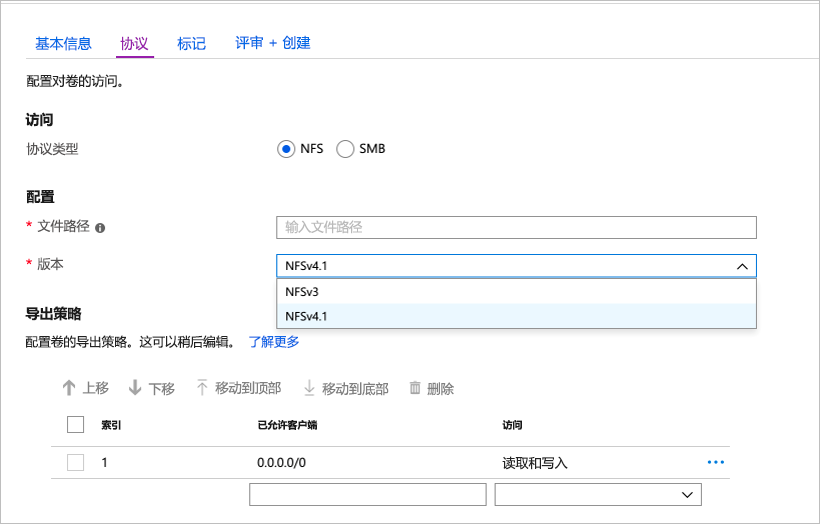 基本信息 协议 标记 评审 + 创建
配置对卷的访问。
访问
协议类型 NFS SMB
配置
* 文件路径 输入文件路径
* 版本 NFSv4.1
NFSv3
NFSv4.1
导出策略
配置卷的导出策略。这可以稍后编辑。 了解更多
上移 下移 移动到顶部 移动到底部 删除
索引 已允许客户端 访问
1 0.0.0.0/0 读取和写入